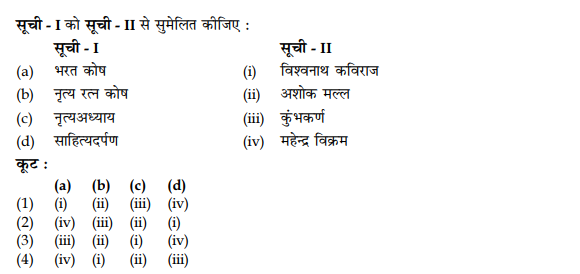 सूची - I को सूची - II से सुमेलित कीजिए :
सूची - I सूची - II
(a) भरत कोष (i) विश्वनाथ कविराज
(b) नृत्य रत्न कोष (ii) अशोक मल्ल
(c) नृत्यअध्याय (iii) कुंभकर्ण
(d) साहित्यदर्पण (iv) महेन्द्र विक्रम
कूट :
(a) (b) (c) (d)
(1) (i) (ii) (iii) (iv)
(2) (iv) (iii) (ii) (i)
(3) (iii) (ii) (i) (iv)
(4) (iv) (i) (ii) (iii)